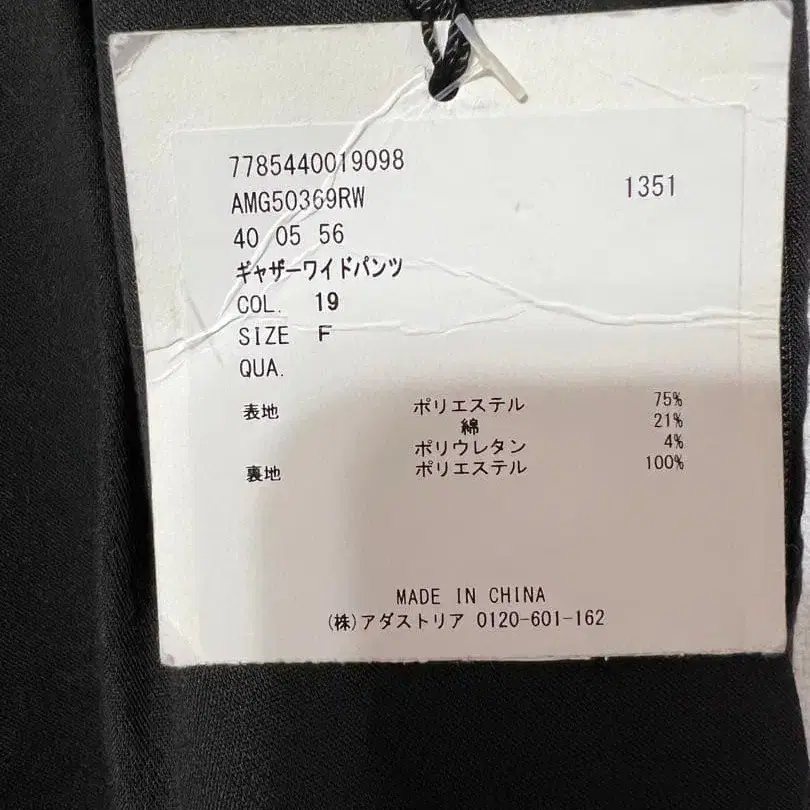 7785440019098
AMG50369RW 1351
40 05 56
ギャザーワイドパンツ
COL. 19
SIZE F
QUA.
表地 ポリエステル 75%
綿 21%
ポリウレタン 4%
裏地 ポリエステル 100%
MADE IN CHINA
(株)アダストリア 0120-601-162